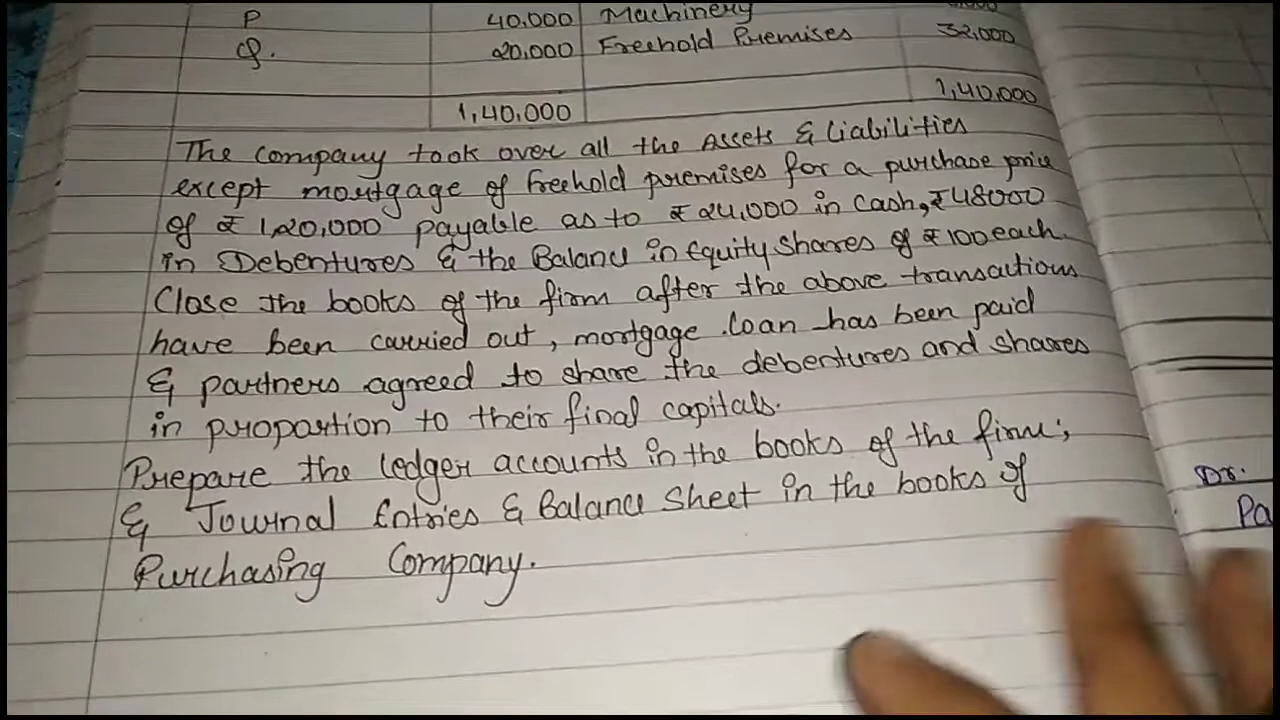 P 40,000 Machinery
Q. 20,000 Freehold Premises 32,000
1,40,000 1,40,000
The Company took over all the Assets & Liabilities
except mortgage of Freehold premises for a purchase price
of ₹ 1,20,000 payable as to ₹ 24,000 in Cash, ₹48000
in Debentures & the Balance in Equity Shares of ₹ 100 each.
Close the books of the firm after the above transactions
have been carried out, mortgage loan has been paid
& partners agreed to share the debentures and shares
in proportion to their final capitals.
Prepare the ledger accounts in the books of the firm;
& Journal Entries & Balance Sheet in the books of
Purchasing Company.
Dr.
Pa